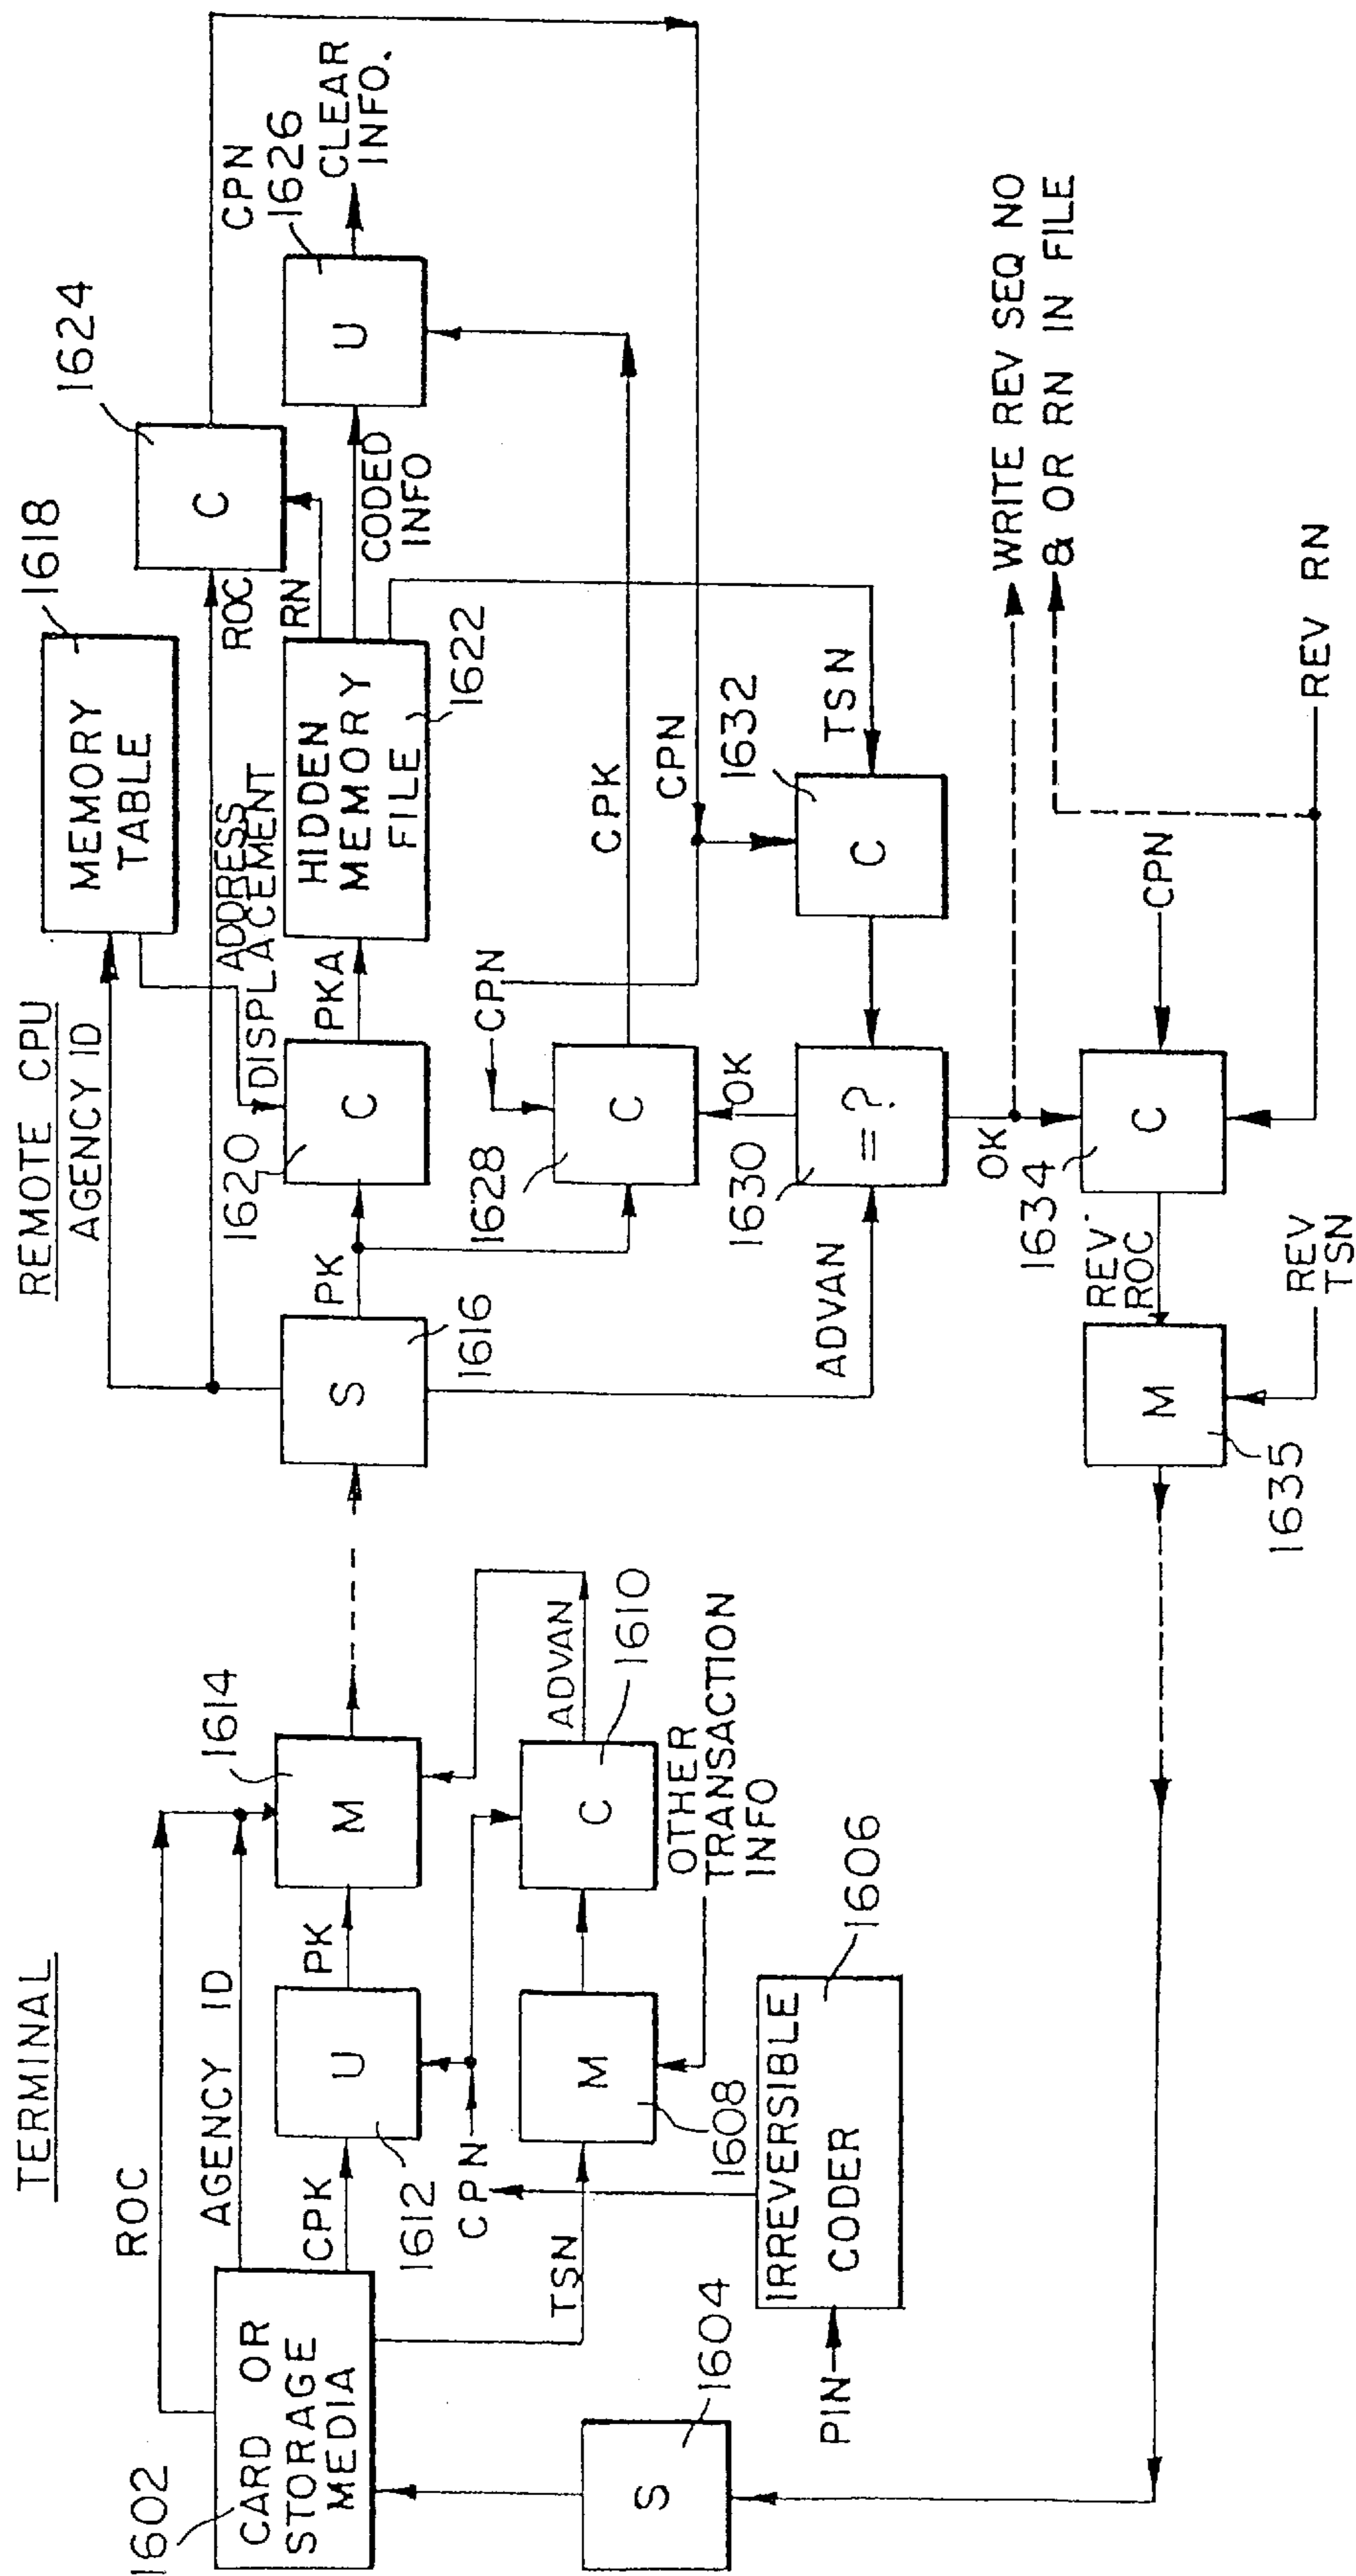 TERMINAL
REMOTE CPU
1602
CARD OR
STORAGE
MEDIA
ROC
AGENCY ID
CPK
TSN
1604
S
PIN
IRREVERSIBLE
CODER
1606
CPN
1612
U
PK
1608
M
OTHER
TRANSACTION
INFO
C
1610
ADVAN
1614
M
S
1616
AGENCY ID
PK
1620
C
ADDRESS
DISPLACEMENT
MEMORY
TABLE
1618
PKA
HIDDEN
MEMORY
FILE
1622
ROC
RN
C
1624
CODED
INFO
U
CPN
1626
CLEAR
INFO.
1628
C
CPN
CPK
OK
CPN
1632
C
TSN
ADVAN
1630
= ?
OK
WRITE REV SEQ NO
& OR RN IN FILE
1634
C
CPN
REV RN
REV
ROC
M
1635
REV
TSN